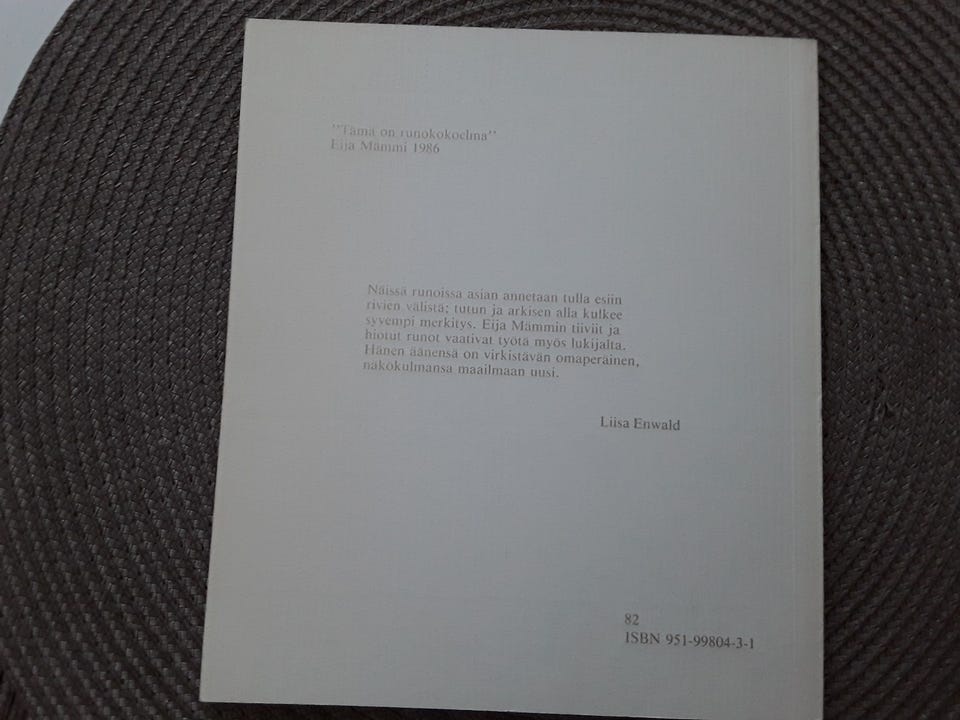 "Tämä on runokokoelma"
Eija Mämmi 1986
Näissä runoissa asian annetaan tulla esiin
rivien välistä; tutun ja arkisen alla kulkee
syvempi merkitys. Eija Mämmin tiiviit ja
hiotut runot vaativat työtä myös lukijalta.
Hänen äänensä on virkistävän omaperäinen,
näkökulmansa maailmaan uusi.
Liisa Enwald
82
ISBN 951-99804-3-1